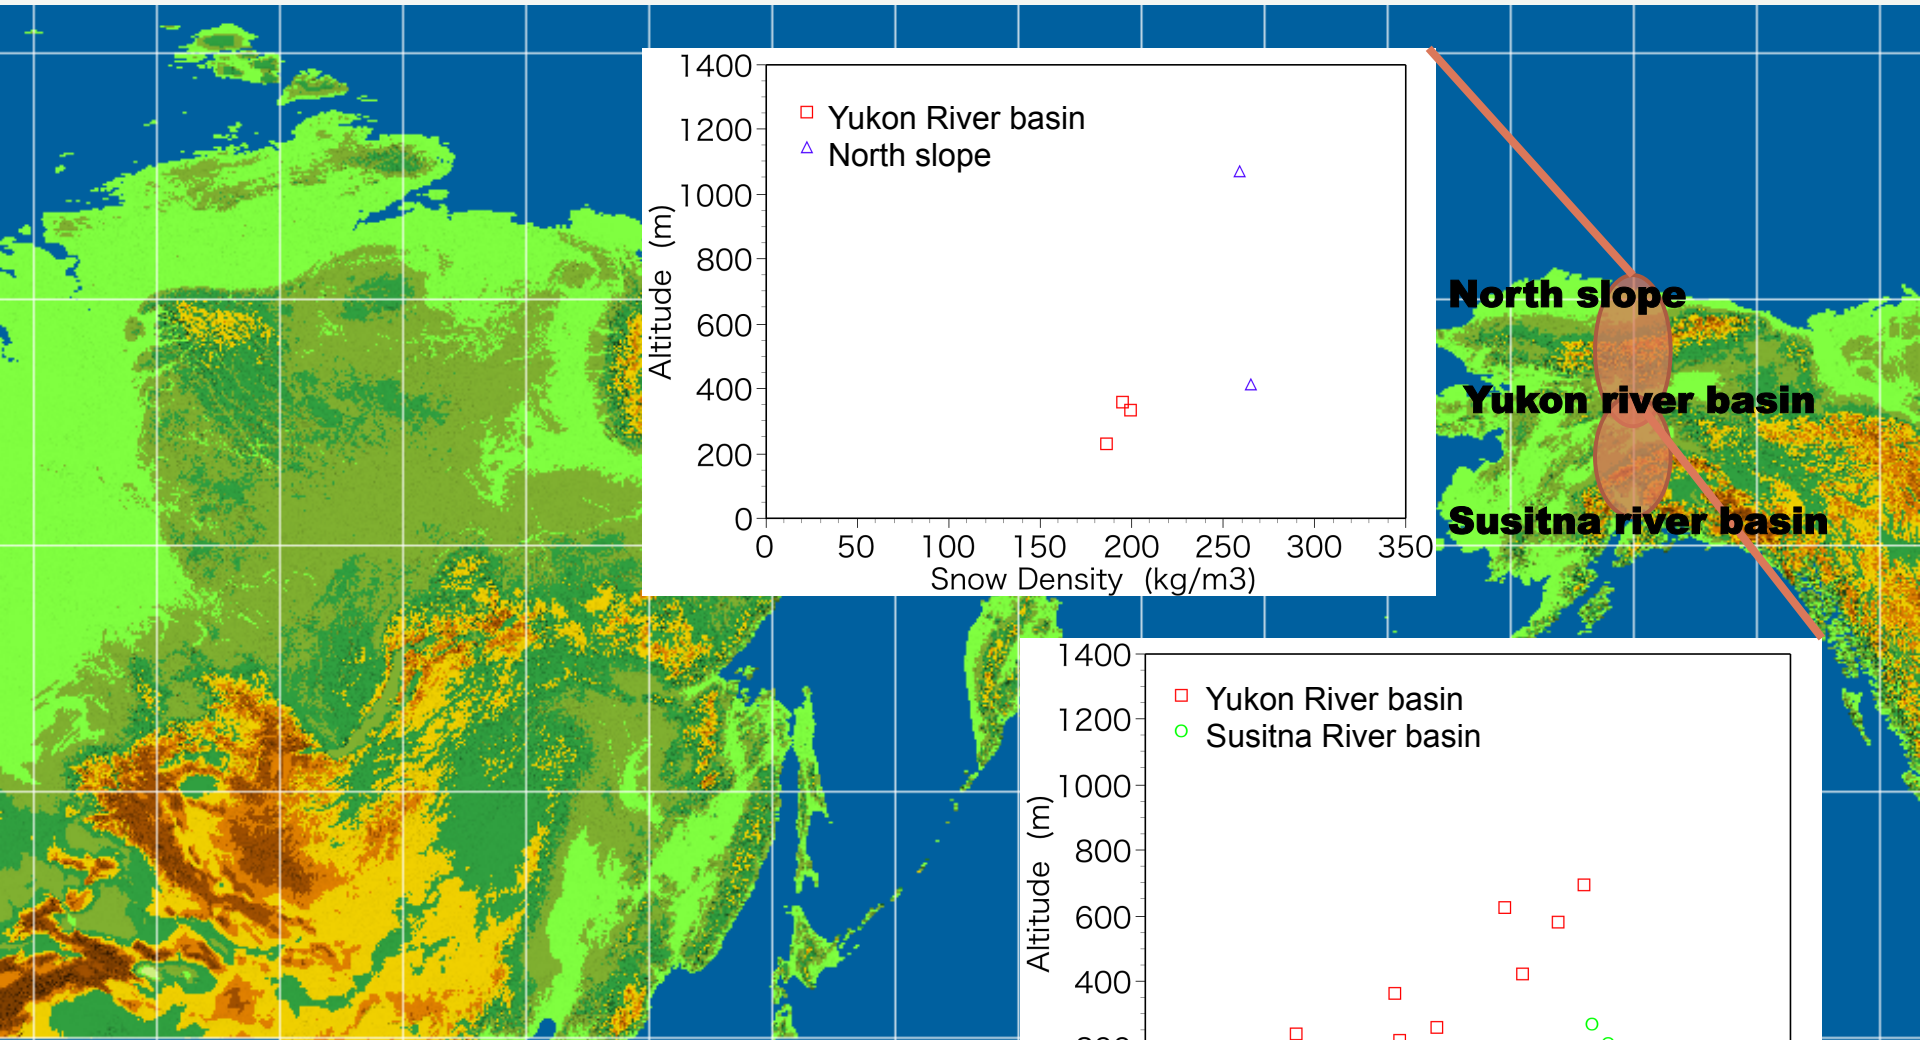 1400
Yukon River basin
1200
North slope
1000
800
600
400
200
0
Altitude (m)
0 50 100 150 200 250 300 350
Snow Density (kg/m3)
North slope
Yukon river basin
Susitna river basin
1400
Yukon River basin
1200
Susitna River basin
1000
800
600
400
Altitude (m)